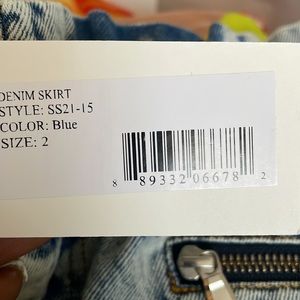 DENIM SKIRT
STYLE: SS21-15
COLOR: Blue
SIZE: 2
8 89332 06678 2